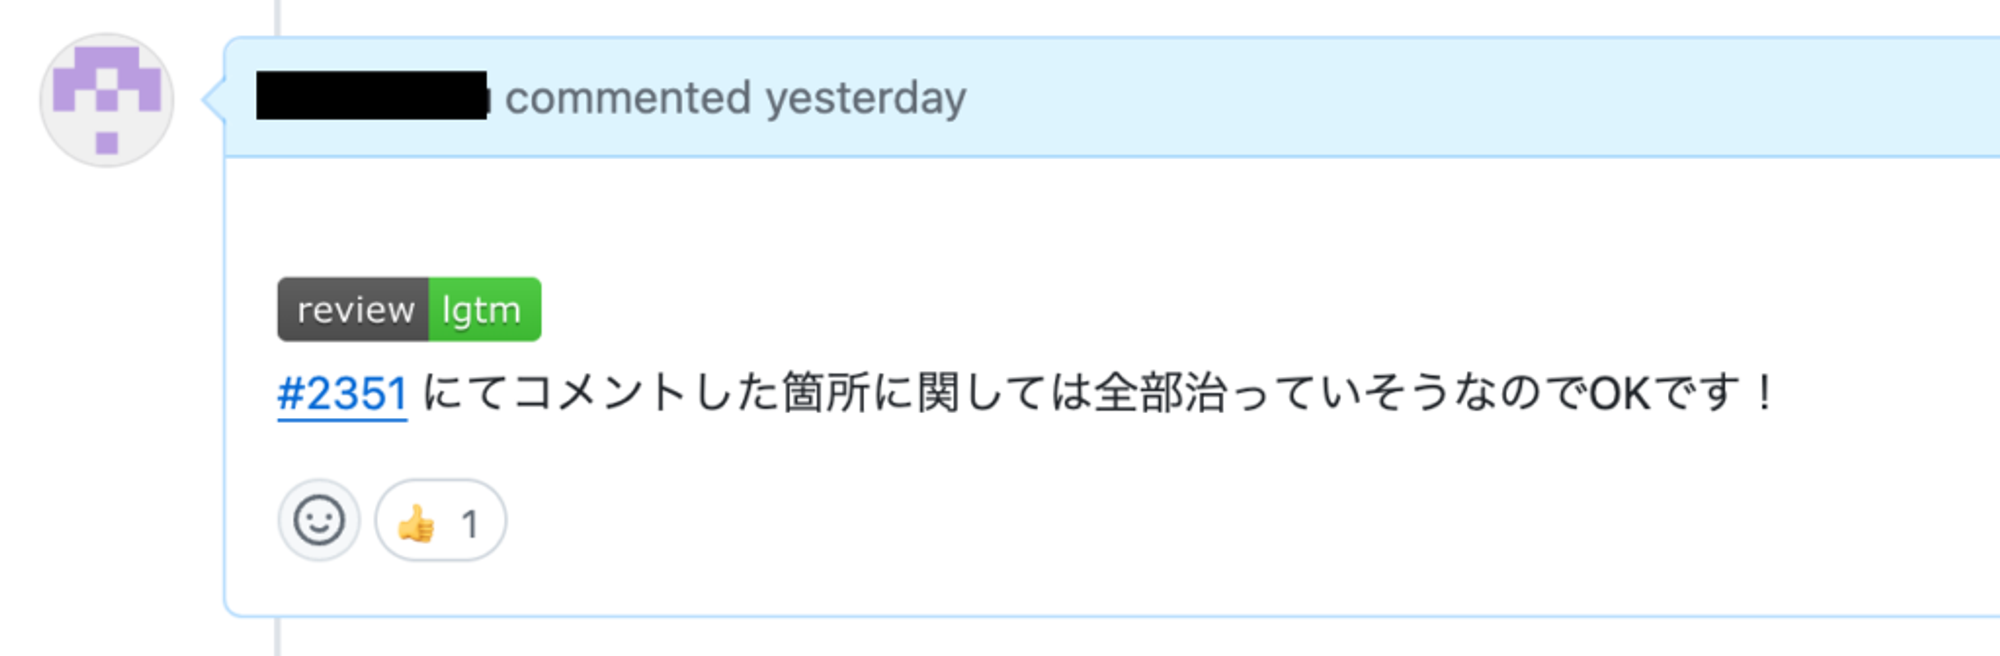 commented yesterday
review lgtm
#2351 にてコメントした箇所に関しては全部治っていそうなのでOKです！
👍 1